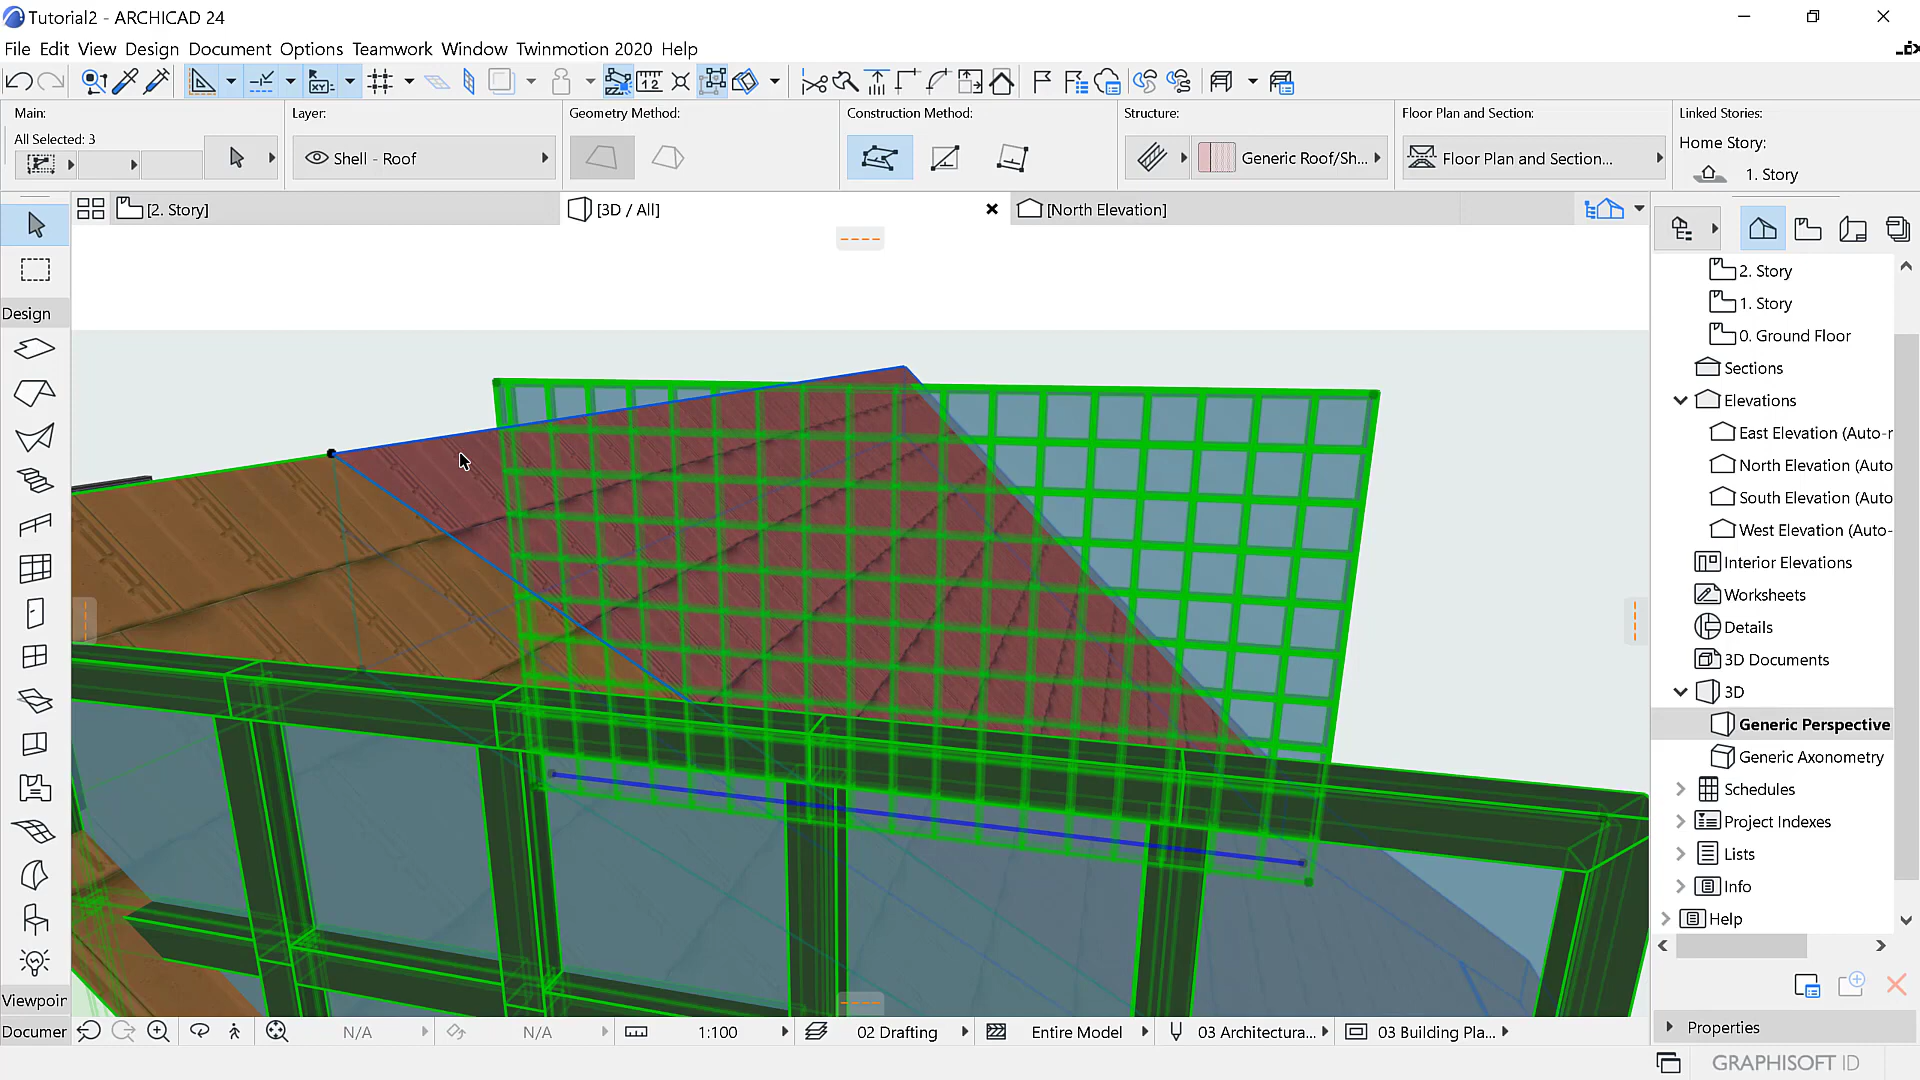 Tutorial2 - ARCHICAD 24
File Edit View Design Document Options Teamwork Window Twinmotion 2020 Help
Main:
All Selected: 3
Layer:
Shell - Roof
Geometry Method:
Construction Method:
Structure:
Generic Roof/Sh...
Floor Plan and Section:
Floor Plan and Section...
Linked Stories:
Home Story:
1. Story
[2. Story]
[3D / All]
[North Elevation]
Design
Viewpoin
Documer
2. Story
1. Story
0. Ground Floor
Sections
Elevations
East Elevation (Auto-r
North Elevation (Auto
South Elevation (Auto
West Elevation (Auto-
Interior Elevations
Worksheets
Details
3D Documents
3D
Generic Perspective
Generic Axonometry
Schedules
Project Indexes
Lists
Info
Help
Properties
N/A
N/A
1:100
02 Drafting
Entire Model
03 Architectura...
03 Building Pla...
GRAPHISOFT ID